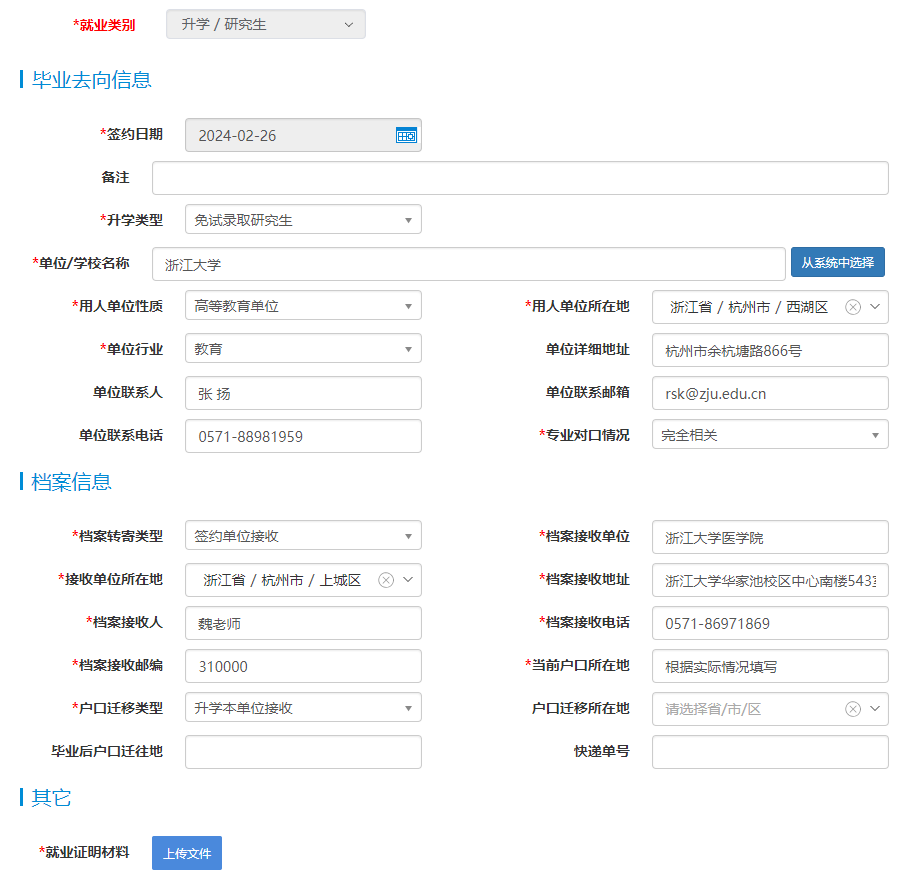 *就业类别 升学 / 研究生
毕业去向信息
*签约日期 2024-02-26
备注
*升学类型 免试录取研究生
*单位/学校名称 浙江大学 从系统中选择
*用人单位性质 高等教育单位 *用人单位所在地 浙江省 / 杭州市 / 西湖区
*单位行业 教育 单位详细地址 杭州市余杭塘路866号
单位联系人 张 扬 单位联系邮箱 rsk@zju.edu.cn
单位联系电话 0571-88981959 *专业对口情况 完全相关
档案信息
*档案转寄类型 签约单位接收 *档案接收单位 浙江大学医学院
*接收单位所在地 浙江省 / 杭州市 / 上城区 *档案接收地址 浙江大学华家池校区中心南楼543
*档案接收人 魏老师 *档案接收电话 0571-86971869
*档案接收邮编 310000 *当前户口所在地 根据实际情况填写
*户口迁移类型 升学本单位接收 户口迁移所在地 请选择省/市/区
毕业后户口迁往地 快递单号
其它
*就业证明材料 上传文件